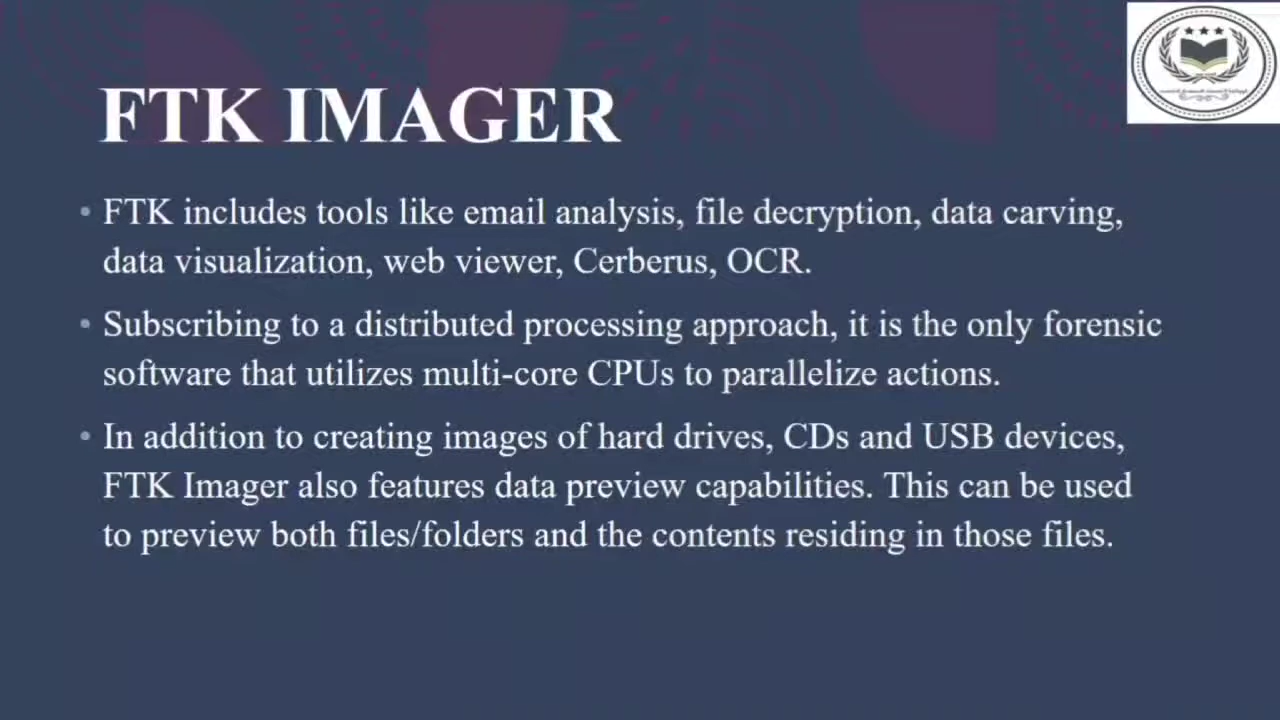 FTK IMAGER
• FTK includes tools like email analysis, file decryption, data carving,
data visualization, web viewer, Cerberus, OCR.
• Subscribing to a distributed processing approach, it is the only forensic
software that utilizes multi-core CPUs to parallelize actions.
• In addition to creating images of hard drives, CDs and USB devices,
FTK Imager also features data preview capabilities. This can be used
to preview both files/folders and the contents residing in those files.